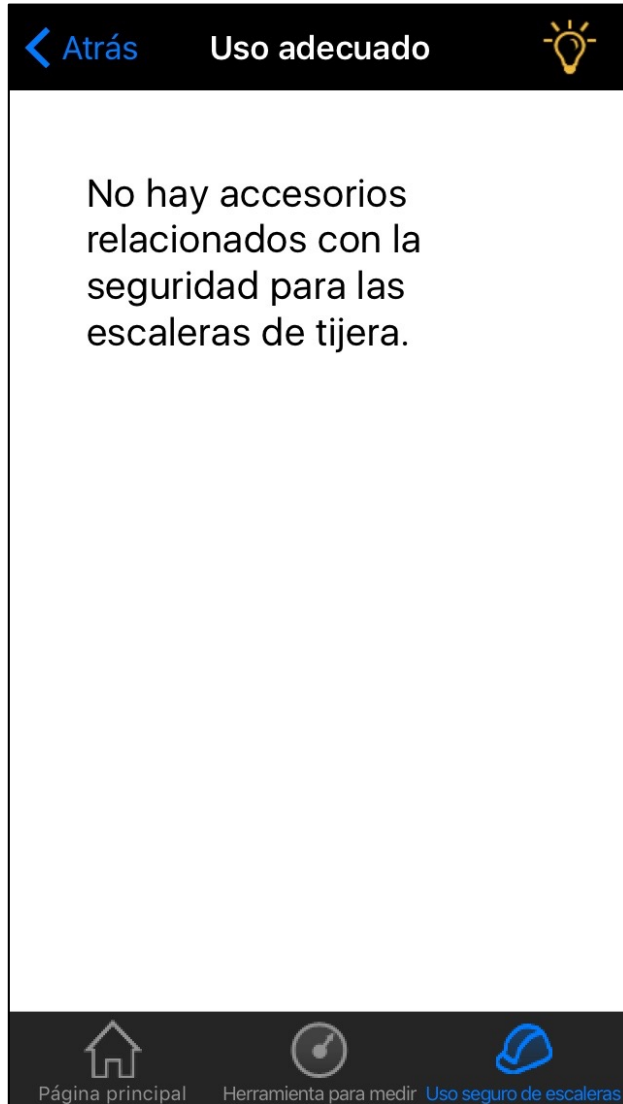 Atrás
Uso adecuado
No hay accesorios
relacionados con la
seguridad para las
escaleras de tijera.
Página principal
Herramienta para medir
Uso seguro de escaleras